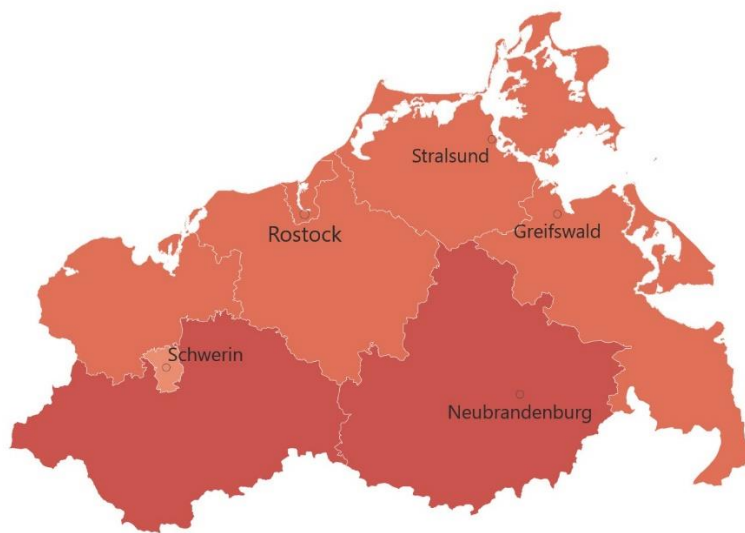 Stralsund
Greifswald
Rostock
Schwerin
Neubrandenburg